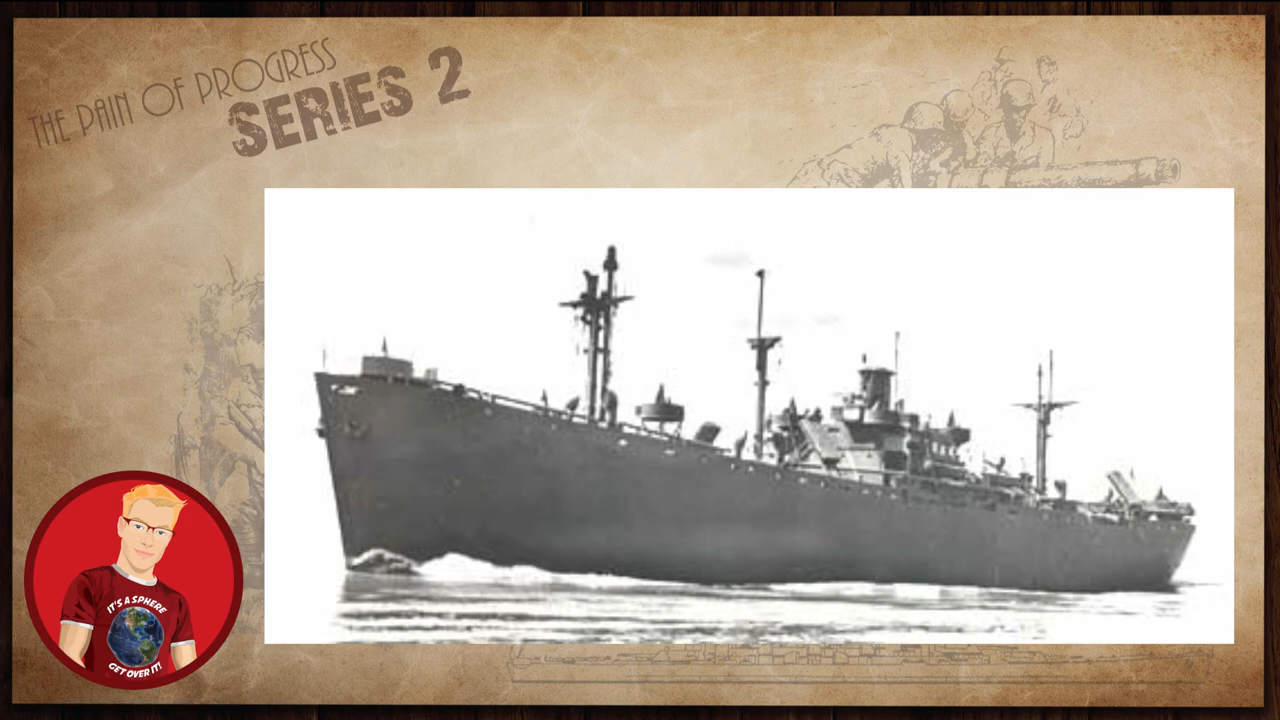 THE PAIN OF PROGRESS
SERIES 2
IT'S A SPHERE
GET OVER IT!